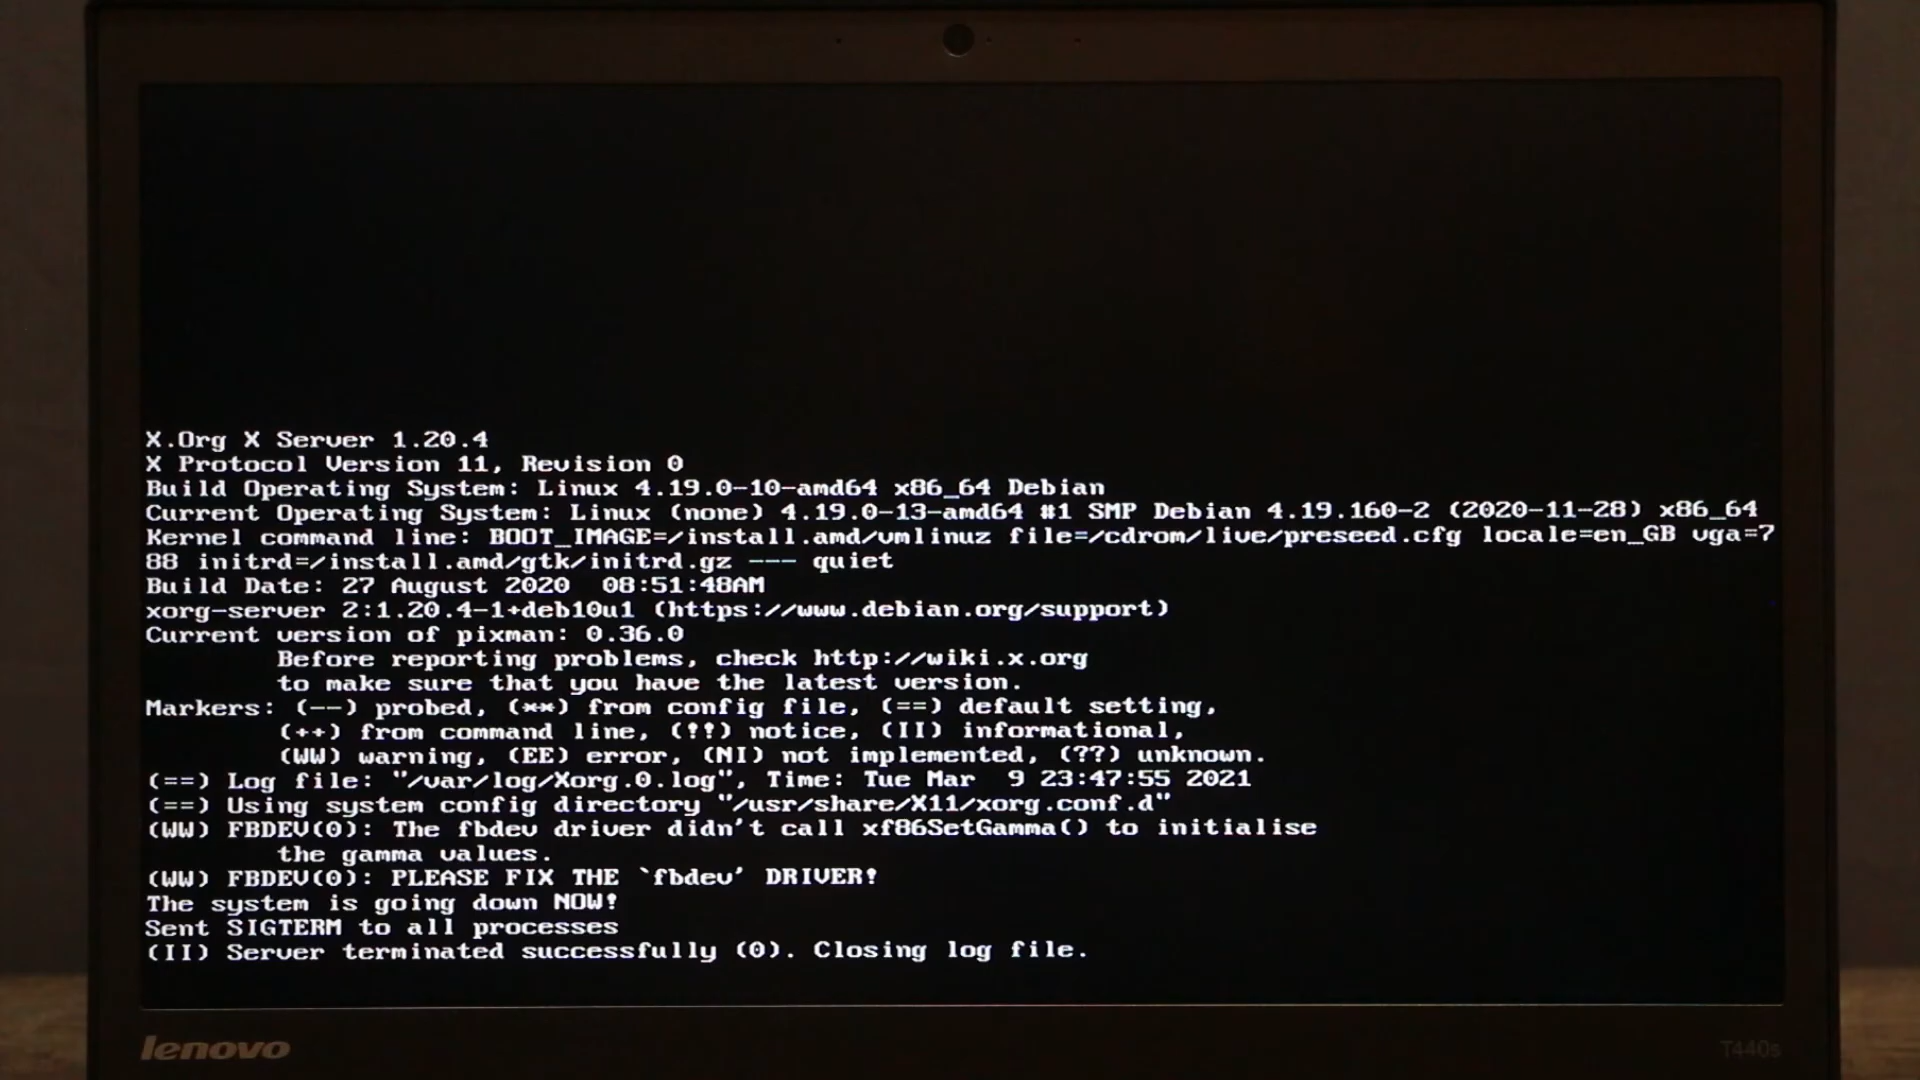 X.Org X Server 1.20.4
X Protocol Version 11, Revision 0
Build Operating System: Linux 4.19.0-10-amd64 x86_64 Debian
Current Operating System: Linux (none) 4.19.0-13-amd64 #1 SMP Debian 4.19.160-2 (2020-11-28) x86_64
Kernel command line: BOOT_IMAGE=/install.amd/vmlinuz file=/cdrom/live/preseed.cfg locale=en_GB vga=7
88 initrd=/install.amd/gtk/initrd.gz --- quiet
Build Date: 27 August 2020  08:51:48AM
xorg-server 2:1.20.4-1+deb10u1 (https://www.debian.org/support)
Current version of pixman: 0.36.0
        Before reporting problems, check http://wiki.x.org
        to make sure that you have the latest version.
Markers: (--) probed, (**) from config file, (==) default setting,
        (++) from command line, (!!) notice, (II) informational,
        (WW) warning, (EE) error, (NI) not implemented, (??) unknown.
(==) Log file: "/var/log/Xorg.0.log", Time: Tue Mar  9 23:47:55 2021
(==) Using system config directory "/usr/share/X11/xorg.conf.d"
(WW) FBDEV(0): The fbdev driver didn't call xf86SetGamma() to initialise
        the gamma values.
(WW) FBDEV(0): PLEASE FIX THE `fbdev' DRIVER!
The system is going down NOW!
Sent SIGTERM to all processes
(II) Server terminated successfully (0). Closing log file.
lenovo
T440s